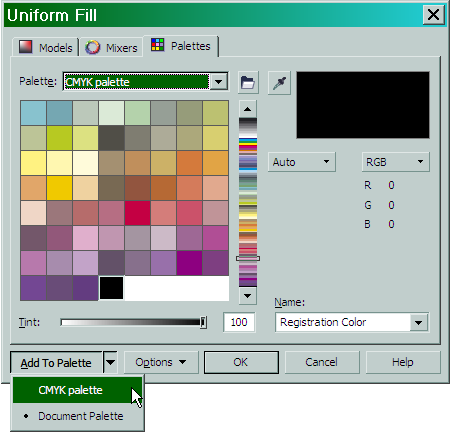 Uniform Fill
Models Mixers Palettes
Palette: CMYK palette
Auto RGB
R 0
G 0
B 0
Name:
Tint: 100 Registration Color
Add To Palette Options OK Cancel Help
CMYK palette
• Document Palette